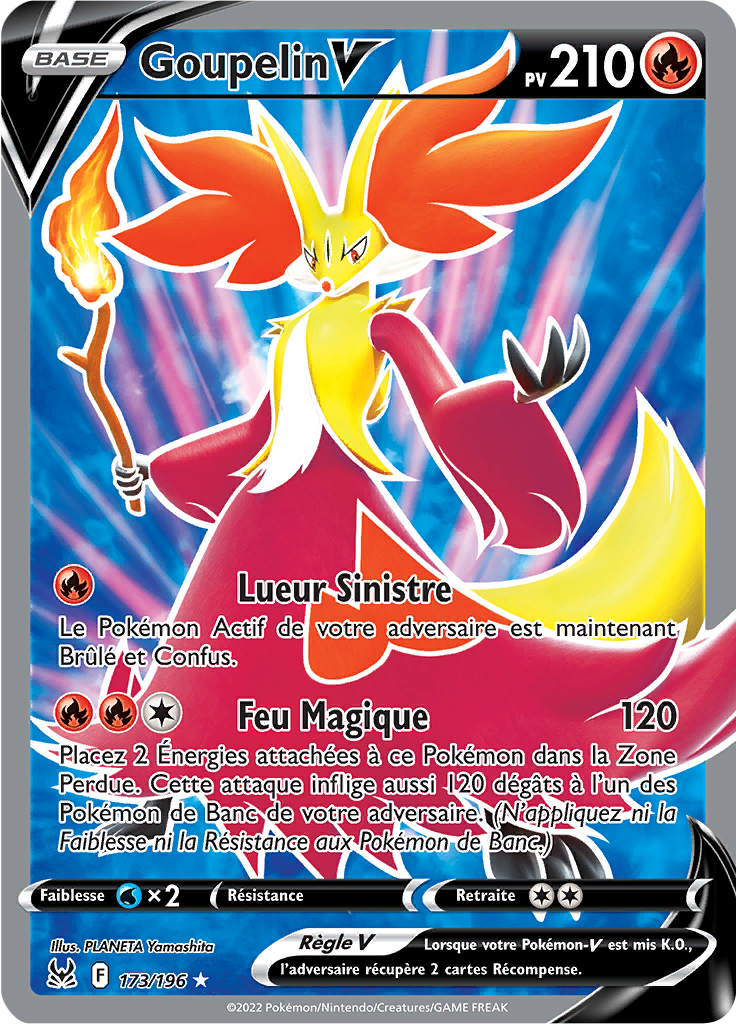 BASE
Goupelin V
PV 210
Lueur Sinistre
Le Pokémon Actif de votre adversaire est maintenant
Brûlé et Confus.
Feu Magique 120
Placez 2 Énergies attachées à ce Pokémon dans la Zone
Perdue. Cette attaque inflige aussi 120 dégâts à l'un des
Pokémon de Banc de votre adversaire. (N'appliquez ni la
Faiblesse ni la Résistance aux Pokémon de Banc.)
Faiblesse ×2 Résistance Retraite
Illus. PLANETA Yamashita
Règle V
Lorsque votre Pokémon-V est mis K.O.,
l'adversaire récupère 2 cartes Récompense.
F 173/196 ★
©2022 Pokémon/Nintendo/Creatures/GAME FREAK